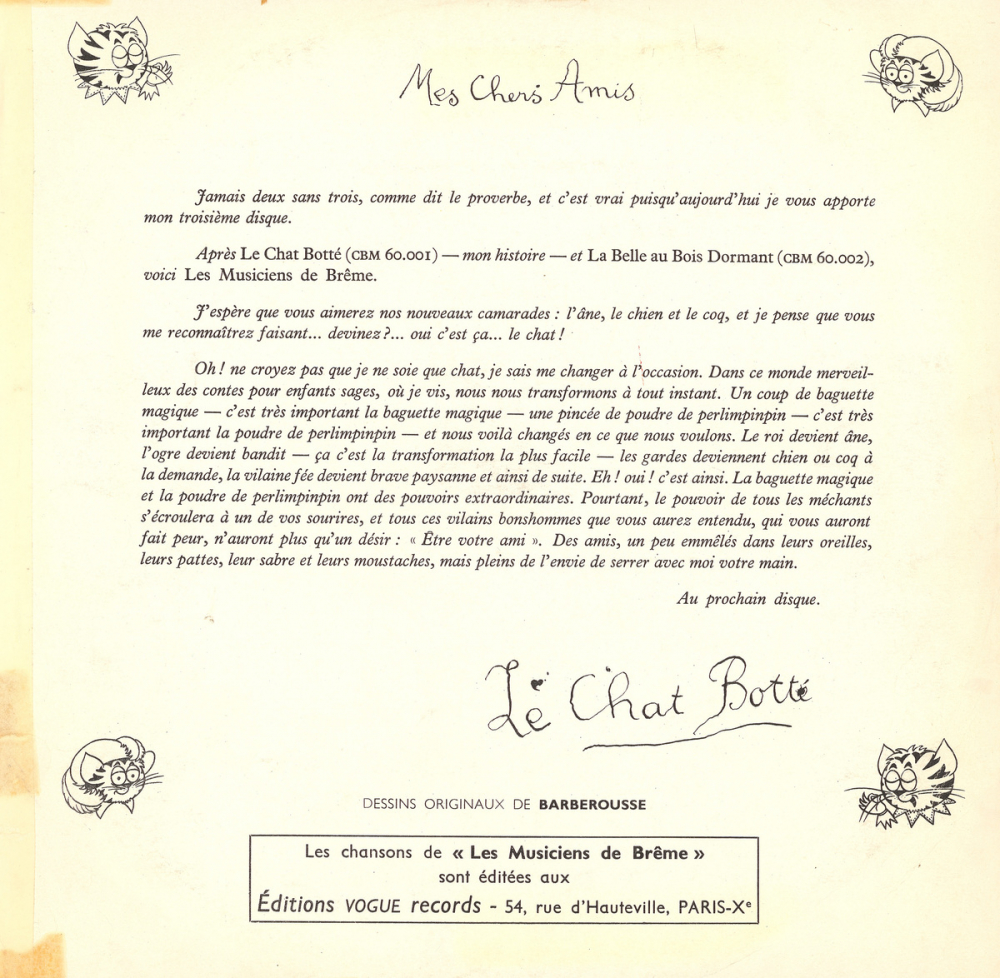 Mes Chers Amis
Jamais deux sans trois, comme dit le proverbe, et c'est vrai puisqu'aujourd'hui je vous apporte
mon troisième disque.
Après Le Chat Botté (CBM 60.001) — mon histoire — et La Belle au Bois Dormant (CBM 60.002),
voici Les Musiciens de Brême.
J'espère que vous aimerez nos nouveaux camarades : l'âne, le chien et le coq, et je pense que vous
me reconnaîtrez faisant... devinez ?... oui c'est ça... le chat !
Oh ! ne croyez pas que je ne soie que chat, je sais me changer à l'occasion. Dans ce monde merveil-
leux des contes pour enfants sages, où je vis, nous nous transformons à tout instant. Un coup de baguette
magique — c'est très important la baguette magique — une pincée de poudre de perlimpinpin — c'est très
important la poudre de perlimpinpin — et nous voilà changés en ce que nous voulons. Le roi devient âne,
l'ogre devient bandit — ça c'est la transformation la plus facile — les gardes deviennent chien ou coq à
la demande, la vilaine fée devient brave paysanne et ainsi de suite. Eh ! oui ! c'est ainsi. La baguette magique
et la poudre de perlimpinpin ont des pouvoirs extraordinaires. Pourtant, le pouvoir de tous les méchants
s'écroulera à un de vos sourires, et tous ces vilains bonshommes que vous aurez entendu, qui vous auront
fait peur, n'auront plus qu'un désir : « Être votre ami ». Des amis, un peu emmêlés dans leurs oreilles,
leurs pattes, leur sabre et leurs moustaches, mais pleins de l'envie de serrer avec moi votre main.
Au prochain disque.
Le Chat Botté
DESSINS ORIGINAUX DE BARBEROUSSE
Les chansons de « Les Musiciens de Brême »
sont éditées aux
Éditions VOGUE records - 54, rue d'Hauteville, PARIS-Xe